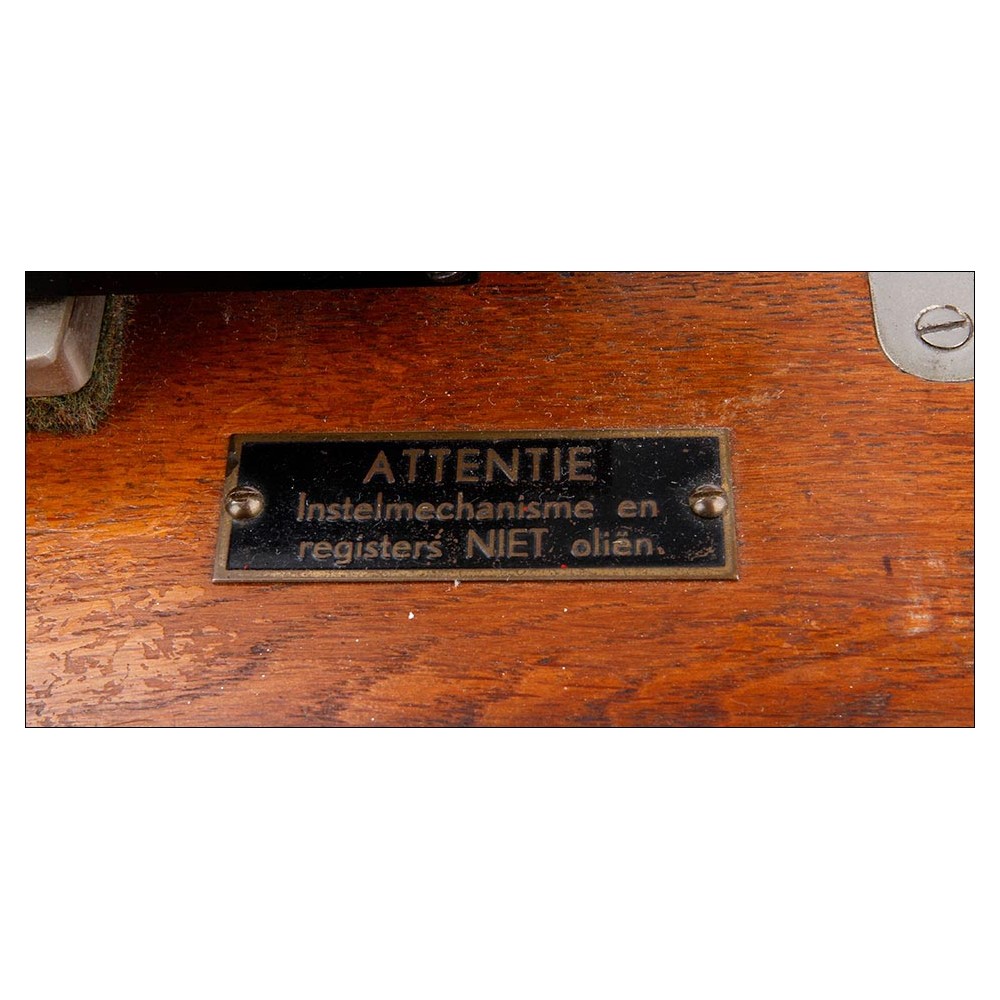 ATTENTIE
Instelmechanisme en
registers NIET oliën.